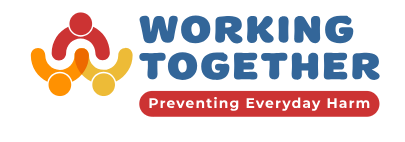 WORKING
TOGETHER
Preventing Everyday Harm